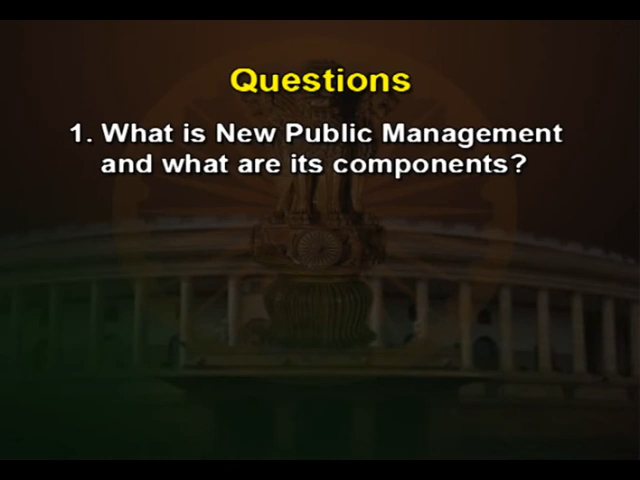 Questions
1. What is New Public Management
and what are its components?